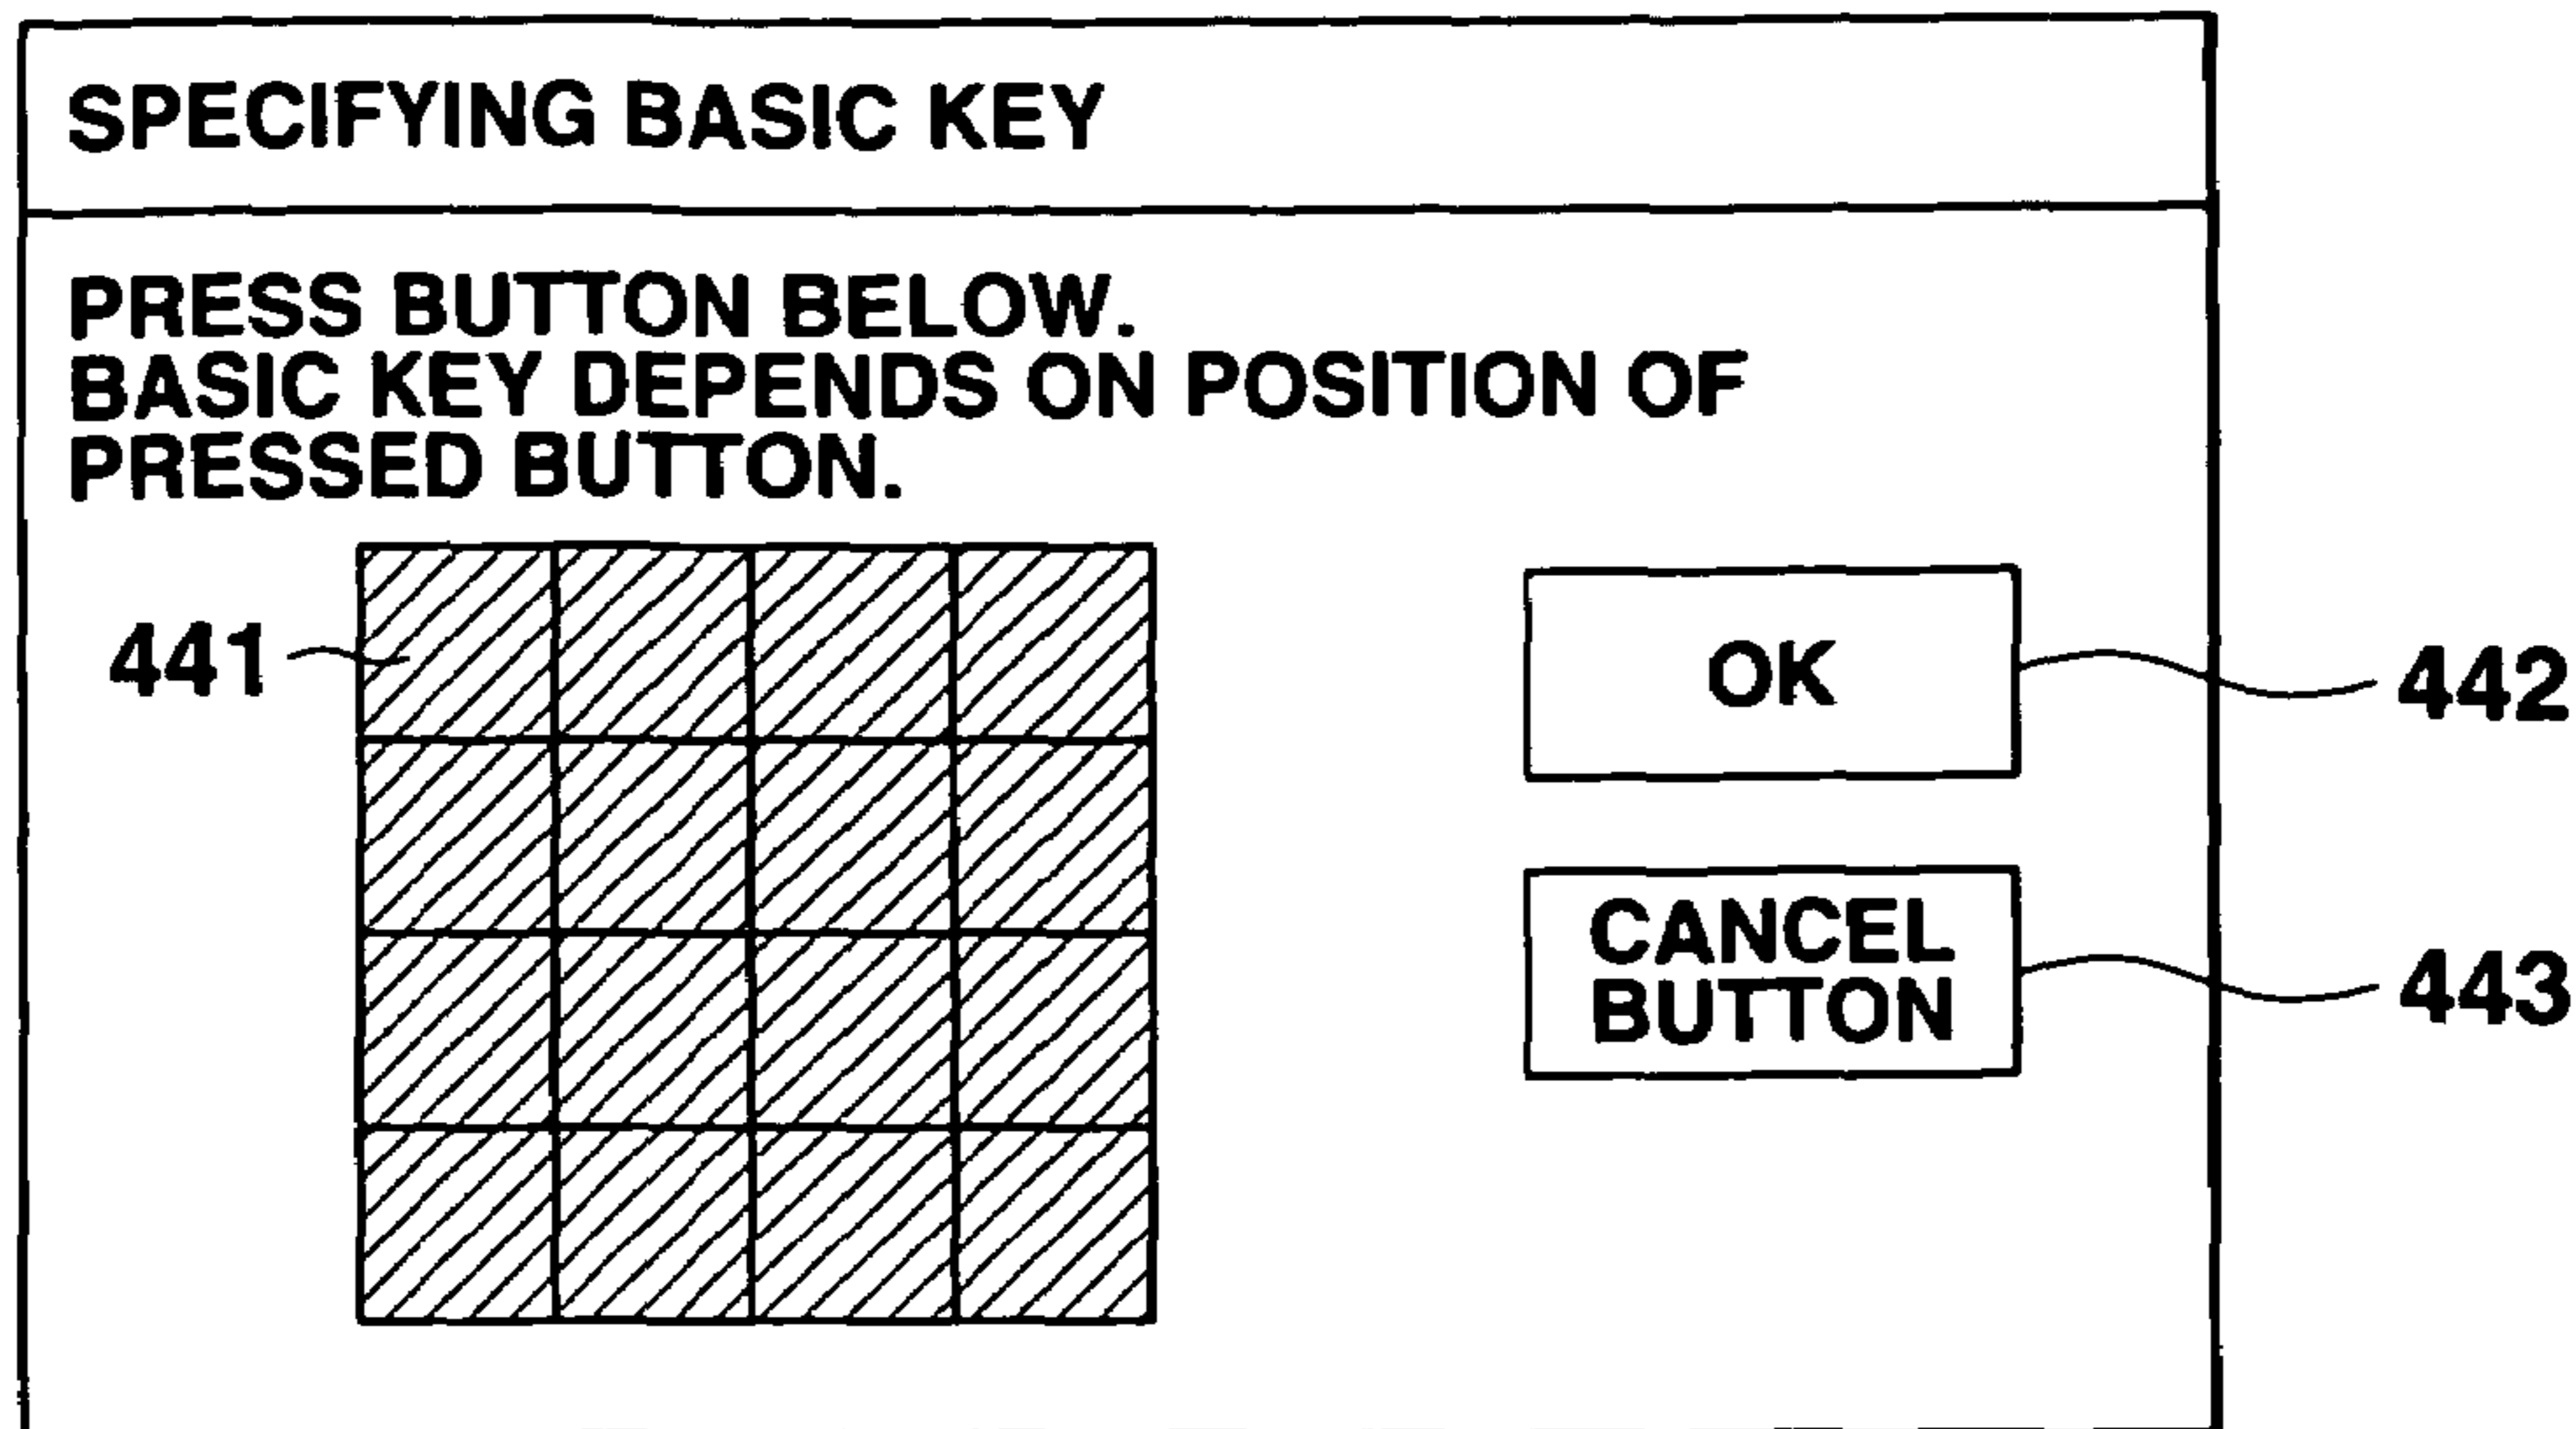 SPECIFYING BASIC KEY
PRESS BUTTON BELOW.
BASIC KEY DEPENDS ON POSITION OF
PRESSED BUTTON.
441
OK
442
CANCEL
BUTTON
443